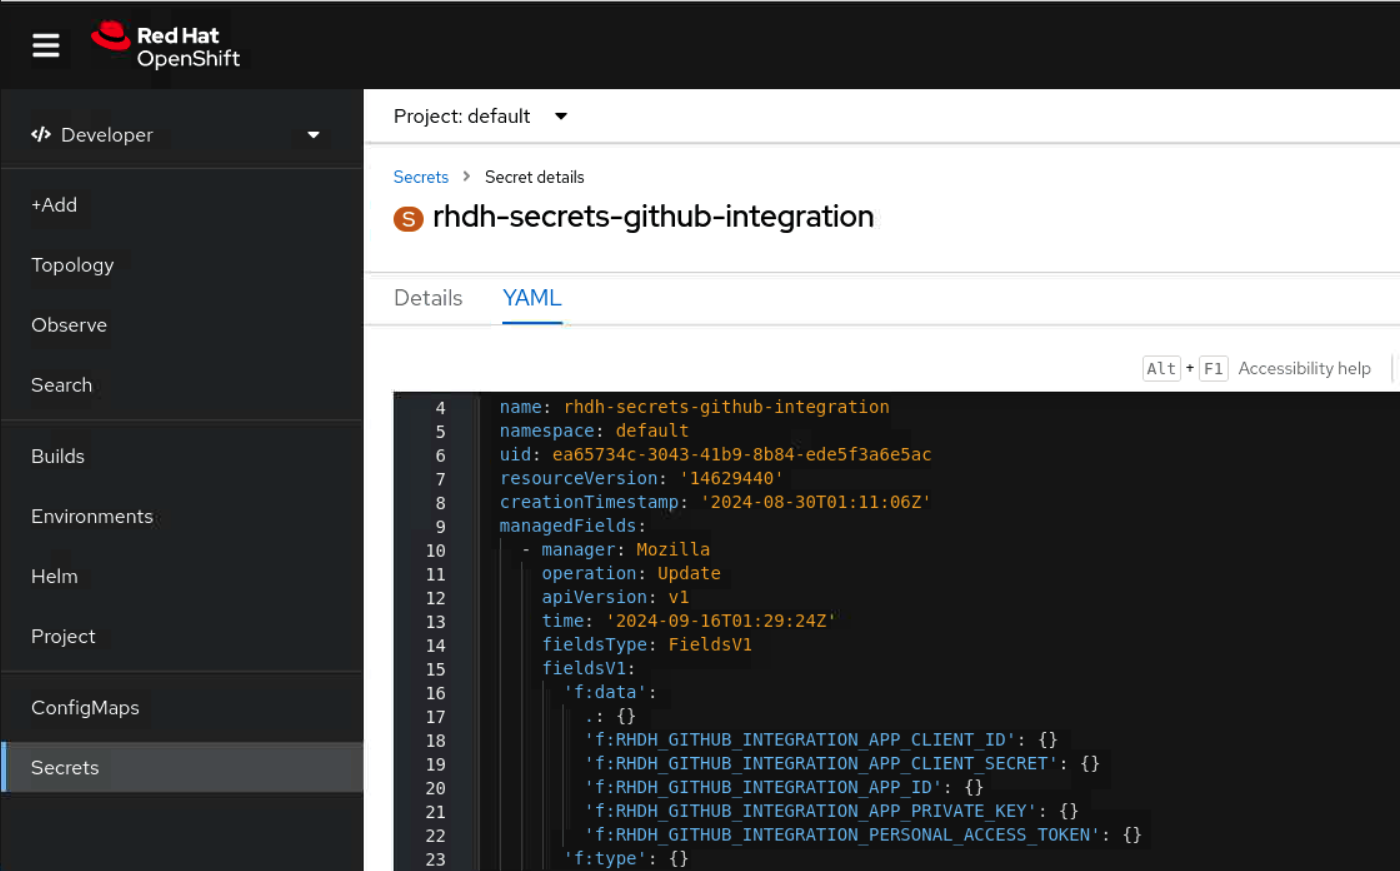 Red Hat
OpenShift
Developer
+Add
Topology
Observe
Search
Builds
Environments
Helm
Project
ConfigMaps
Secrets
Project: default
Secrets > Secret details
S rhdh-secrets-github-integration
Details YAML
Alt + F1 Accessibility help
4 name: rhdh-secrets-github-integration
5 namespace: default
6 uid: ea65734c-3043-41b9-8b84-ede5f3a6e5ac
7 resourceVersion: '14629440'
8 creationTimestamp: '2024-08-30T01:11:06Z'
9 managedFields:
10 - manager: Mozilla
11 operation: Update
12 apiVersion: v1
13 time: '2024-09-16T01:29:24Z'
14 fieldsType: FieldsV1
15 fieldsV1:
16 'f:data':
17 .: {}
18 'f:RHDH_GITHUB_INTEGRATION_APP_CLIENT_ID': {}
19 'f:RHDH_GITHUB_INTEGRATION_APP_CLIENT_SECRET': {}
20 'f:RHDH_GITHUB_INTEGRATION_APP_ID': {}
21 'f:RHDH_GITHUB_INTEGRATION_APP_PRIVATE_KEY': {}
22 'f:RHDH_GITHUB_INTEGRATION_PERSONAL_ACCESS_TOKEN': {}
23 'f:type': {}